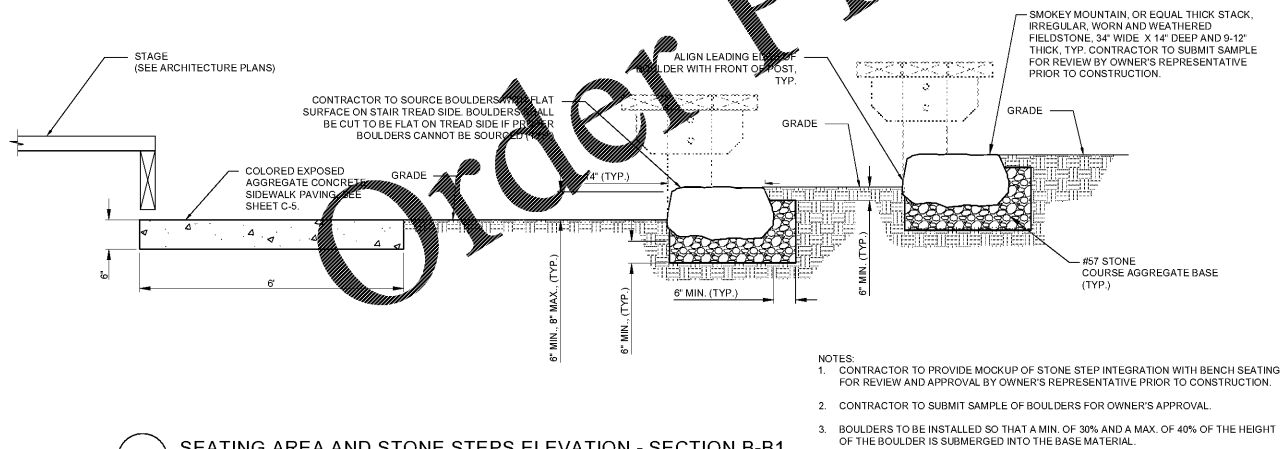 STAGE
(SEE ARCHITECTURE PLANS)
CONTRACTOR TO SOURCE BOULDERS FLAT
SURFACE ON STAIR TREAD SIDE. BOULDERS
BE CUT TO BE FLAT ON TREAD SIDE IF
BOULDERS CANNOT BE SOURCED
COLORED EXPOSED
AGGREGATE CONCRETE
SIDEWALK PAVING, SEE
SHEET C-5.
GRADE
(TYP.)
ALIGN LEADING OF
WITH FRONT OF POST,
TYP.
GRADE
SMOKEY MOUNTAIN, OR EQUAL THICK STACK,
IRREGULAR, WORN AND WEATHERED
FIELDSTONE, 34" WIDE X 14" DEEP AND 9-12"
THICK, TYP. CONTRACTOR TO SUBMIT SAMPLE
FOR REVIEW BY OWNER'S REPRESENTATIVE
PRIOR TO CONSTRUCTION.
GRADE
6"
6'
6" MIN., 8" MAX., (TYP.)
6" MIN., (TYP.)
6" MIN. (TYP.)
6" MIN. (TYP.)
#57 STONE
COURSE AGGREGATE BASE
(TYP.)
Order
NOTES:
1. CONTRACTOR TO PROVIDE MOCKUP OF STONE STEP INTEGRATION WITH BENCH SEATING
FOR REVIEW AND APPROVAL BY OWNER'S REPRESENTATIVE PRIOR TO CONSTRUCTION.
2. CONTRACTOR TO SUBMIT SAMPLE OF BOULDERS FOR OWNER'S APPROVAL.
3. BOULDERS TO BE INSTALLED SO THAT A MIN. OF 30% AND A MAX. OF 40% OF THE HEIGHT
OF THE BOULDER IS SUBMERGED INTO THE BASE MATERIAL.
SEATING AREA AND STONE STEPS ELEVATION - SECTION B-B1